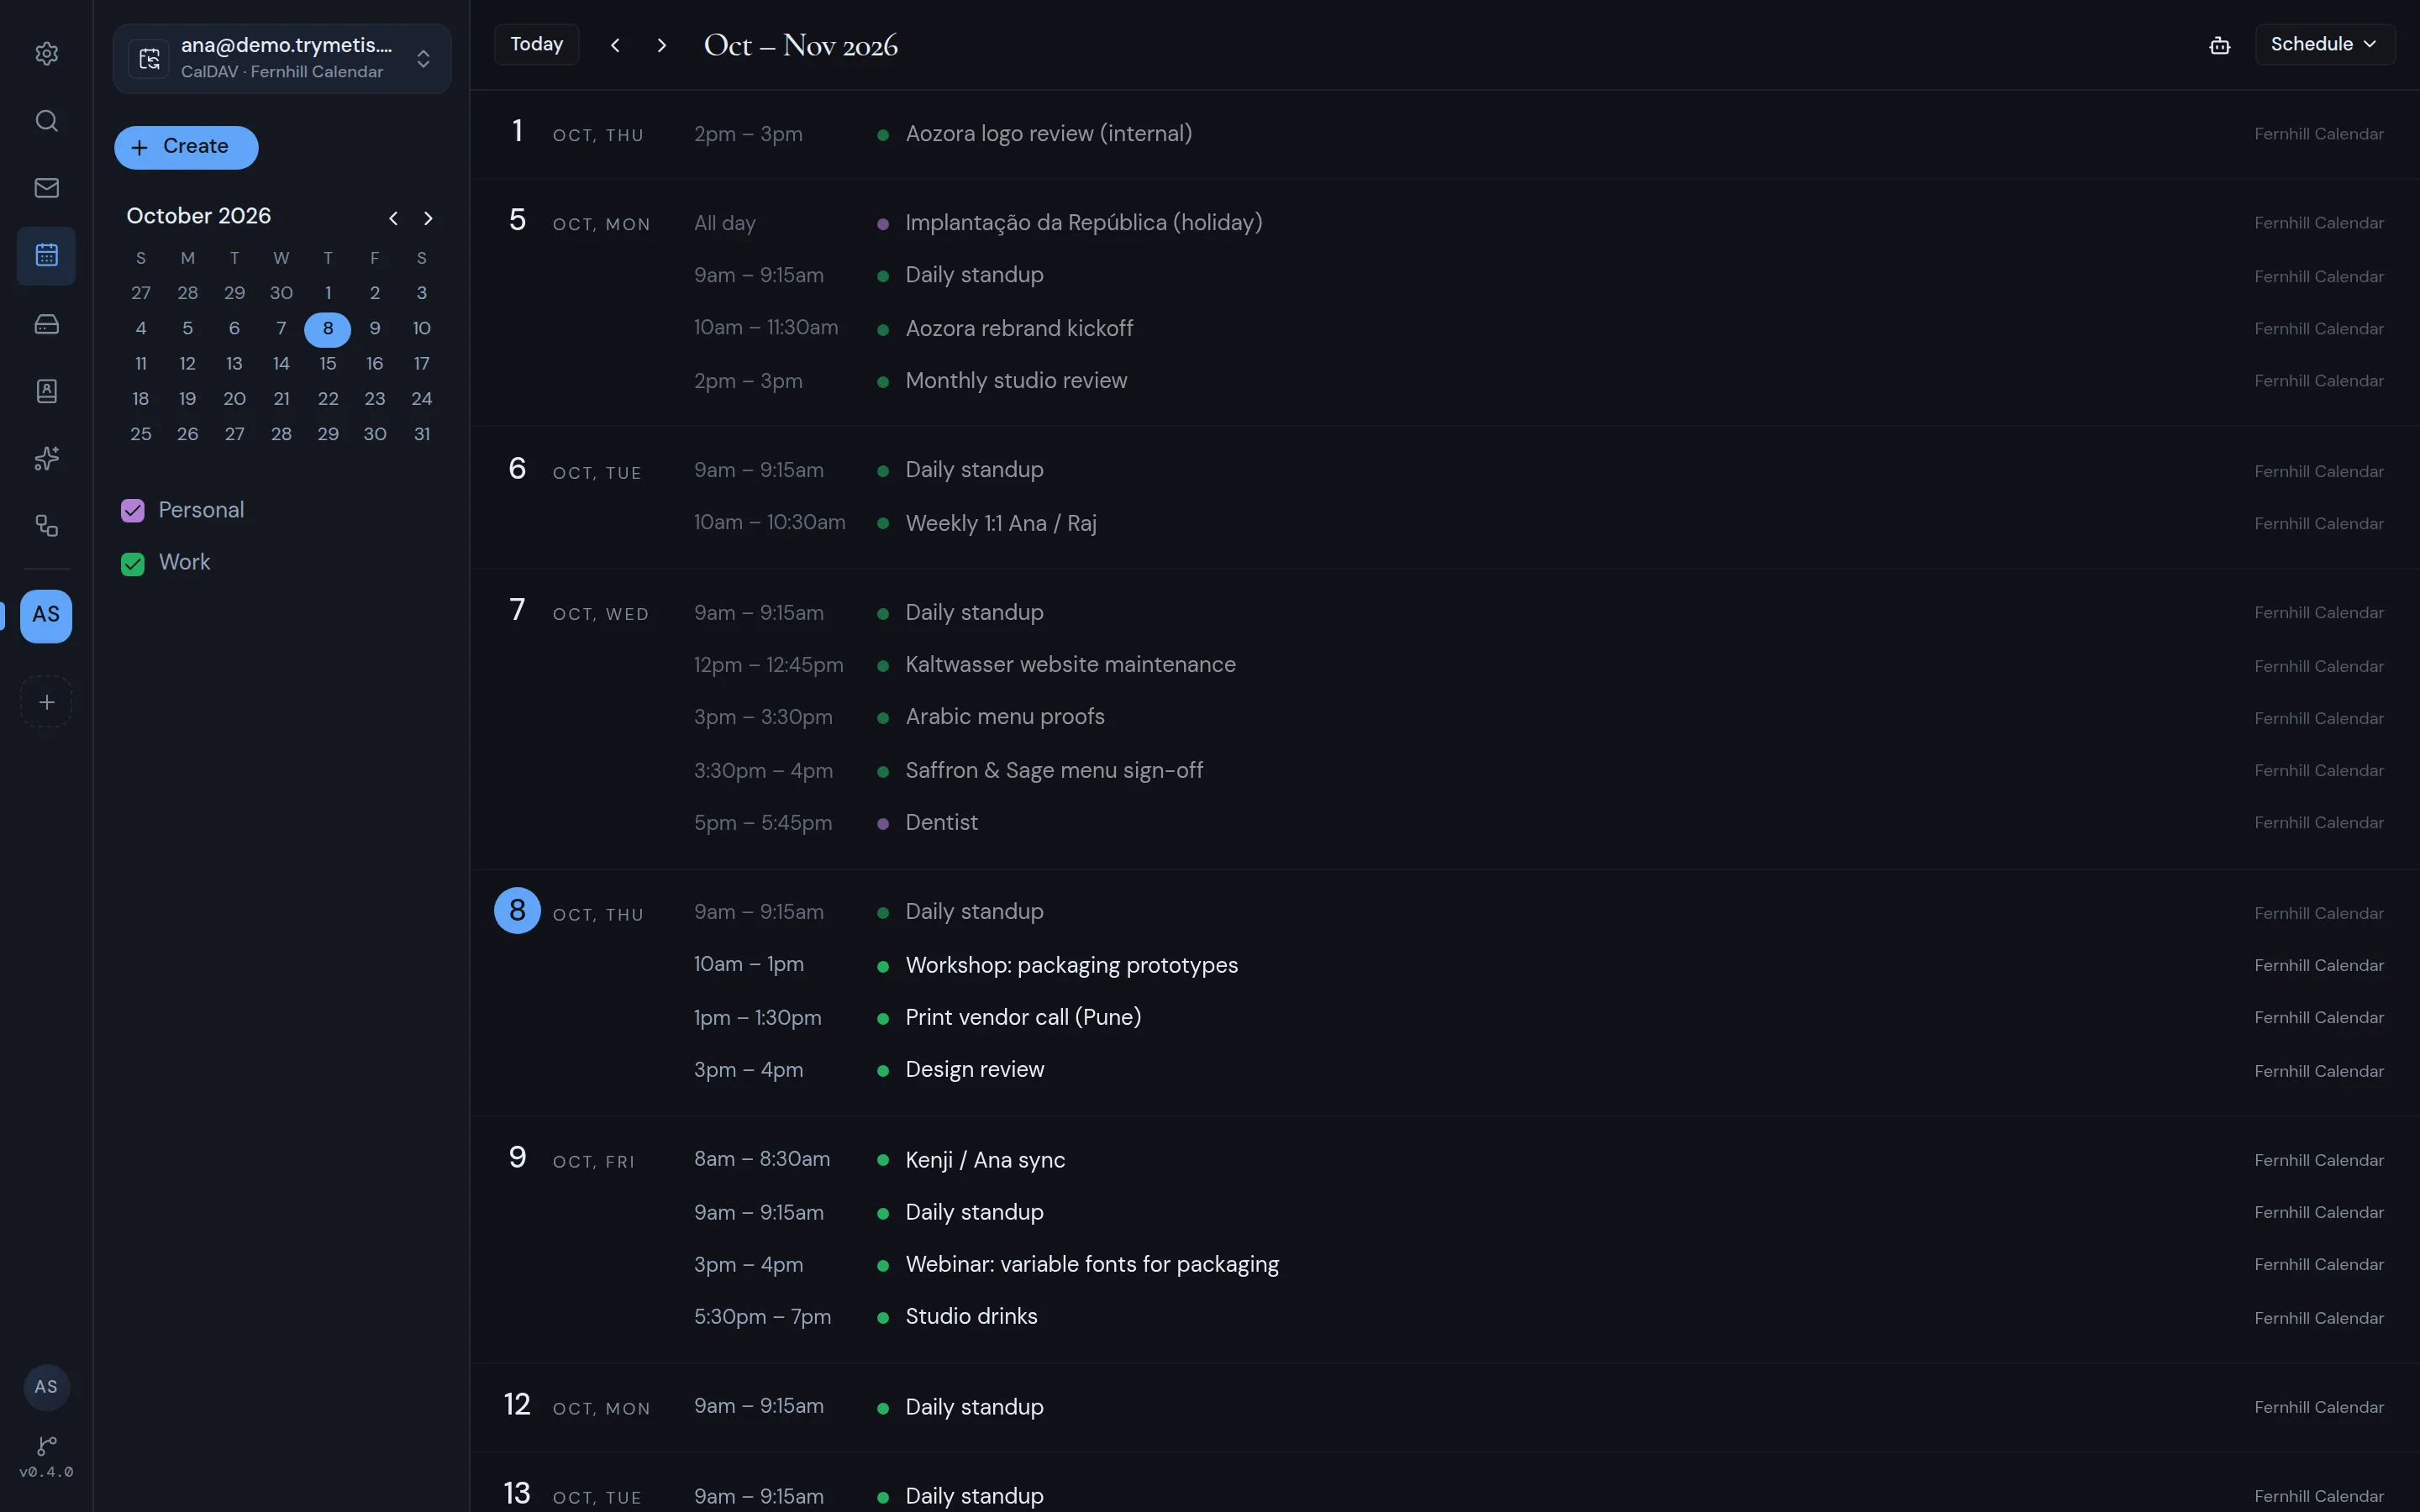 ana@demo.trymetis....
CalDAV · Fernhill Calendar
Create
October 2026
S M T W T F S
27 28 29 30 1 2 3
4 5 6 7 8 9 10
11 12 13 14 15 16 17
18 19 20 21 22 23 24
25 26 27 28 29 30 31
Personal
Work
AS
AS
v0.4.0
Today Oct – Nov 2026 Schedule
1 OCT, THU 2pm – 3pm Aozora logo review (internal) Fernhill Calendar
5 OCT, MON All day Implantação da República (holiday) Fernhill Calendar
9am – 9:15am Daily standup Fernhill Calendar
10am – 11:30am Aozora rebrand kickoff Fernhill Calendar
2pm – 3pm Monthly studio review Fernhill Calendar
6 OCT, TUE 9am – 9:15am Daily standup Fernhill Calendar
10am – 10:30am Weekly 1:1 Ana / Raj Fernhill Calendar
7 OCT, WED 9am – 9:15am Daily standup Fernhill Calendar
12pm – 12:45pm Kaltwasser website maintenance Fernhill Calendar
3pm – 3:30pm Arabic menu proofs Fernhill Calendar
3:30pm – 4pm Saffron & Sage menu sign-off Fernhill Calendar
5pm – 5:45pm Dentist Fernhill Calendar
8 OCT, THU 9am – 9:15am Daily standup Fernhill Calendar
10am – 1pm Workshop: packaging prototypes Fernhill Calendar
1pm – 1:30pm Print vendor call (Pune) Fernhill Calendar
3pm – 4pm Design review Fernhill Calendar
9 OCT, FRI 8am – 8:30am Kenji / Ana sync Fernhill Calendar
9am – 9:15am Daily standup Fernhill Calendar
3pm – 4pm Webinar: variable fonts for packaging Fernhill Calendar
5:30pm – 7pm Studio drinks Fernhill Calendar
12 OCT, MON 9am – 9:15am Daily standup Fernhill Calendar
13 OCT, TUE 9am – 9:15am Daily standup Fernhill Calendar